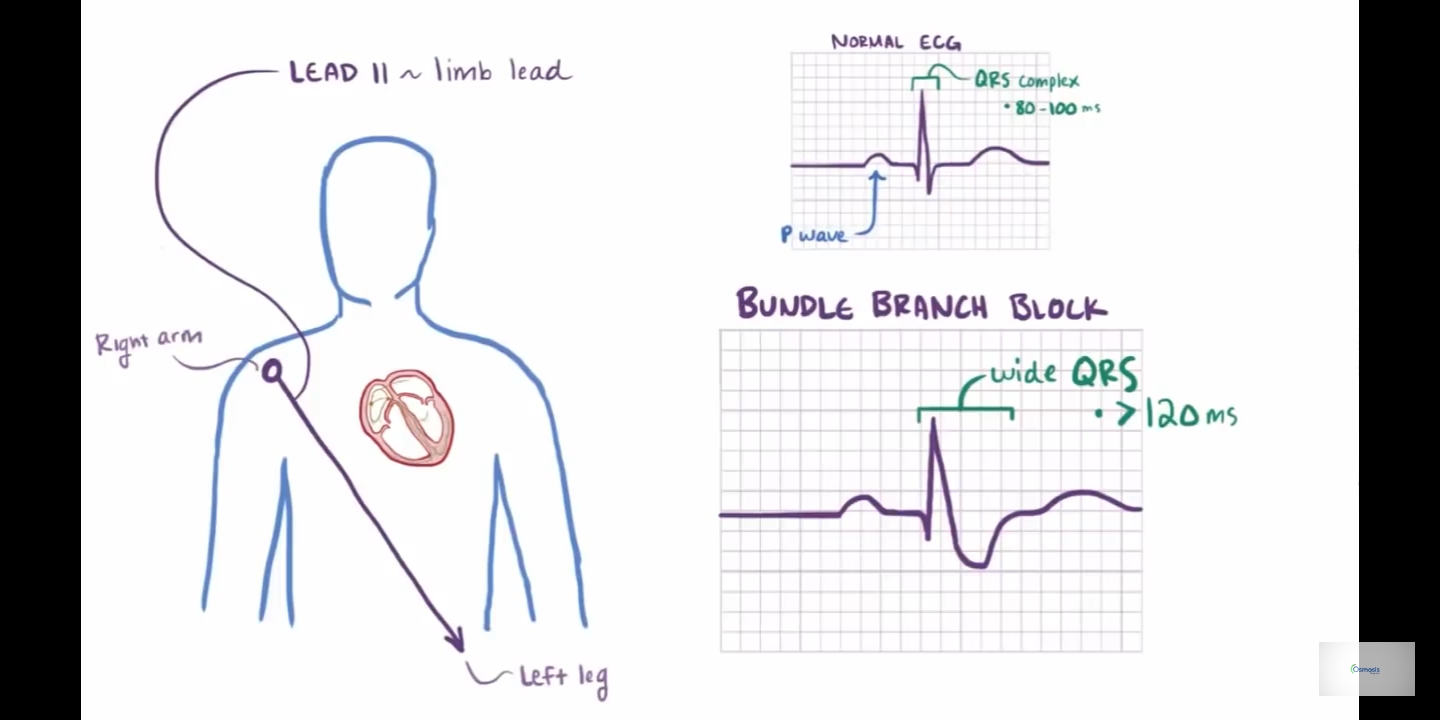 LEAD II ~ limb lead
Right arm
Left leg
NORMAL ECG
QRS complex
• 80-100 ms
P wave
BUNDLE BRANCH BLOCK
wide QRS
• >120 ms
Osmosis